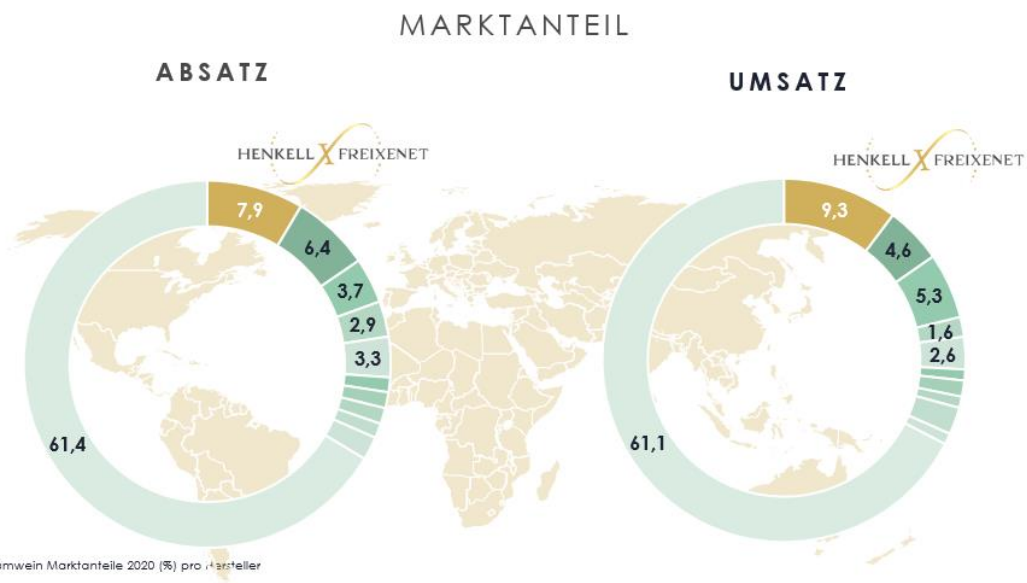 MARKTANTEIL
ABSATZ
UMSATZ
HENKELL X FREIXENET
HENKELL X FREIXENET
7,9
6,4
3,7
2,9
3,3
61,4
9,3
4,6
5,3
1,6
2,6
61,1
Marktanteile 2020 (%) pro